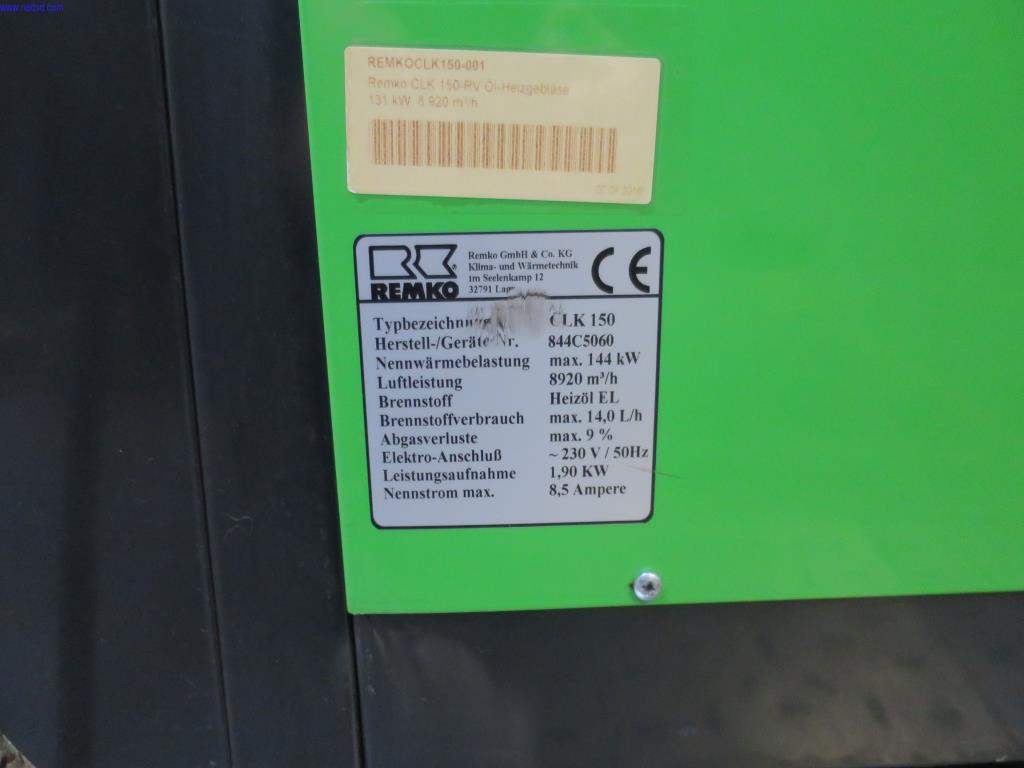 www.netbid.com
REMKOCLK150-001
Remko CLK 150-RV Öl-Heizgebläse
131 kW 8 920 m³/h
REMKO
Remko GmbH & Co. KG
Klima- und Wärmetechnik
im Seelenkamp 12
32791
CE
Typbezeichnung CLK 150
Herstell-/Geräte-Nr. 844C5060
Nennwärmebelastung max. 144 kW
Luftleistung 8920 m³/h
Brennstoff Heizöl EL
Brennstoffverbrauch max. 14,0 L/h
Abgasverluste max. 9 %
Elektro-Anschluß ~ 230 V / 50Hz
Leistungsaufnahme 1,90 KW
Nennstrom max. 8,5 Ampere